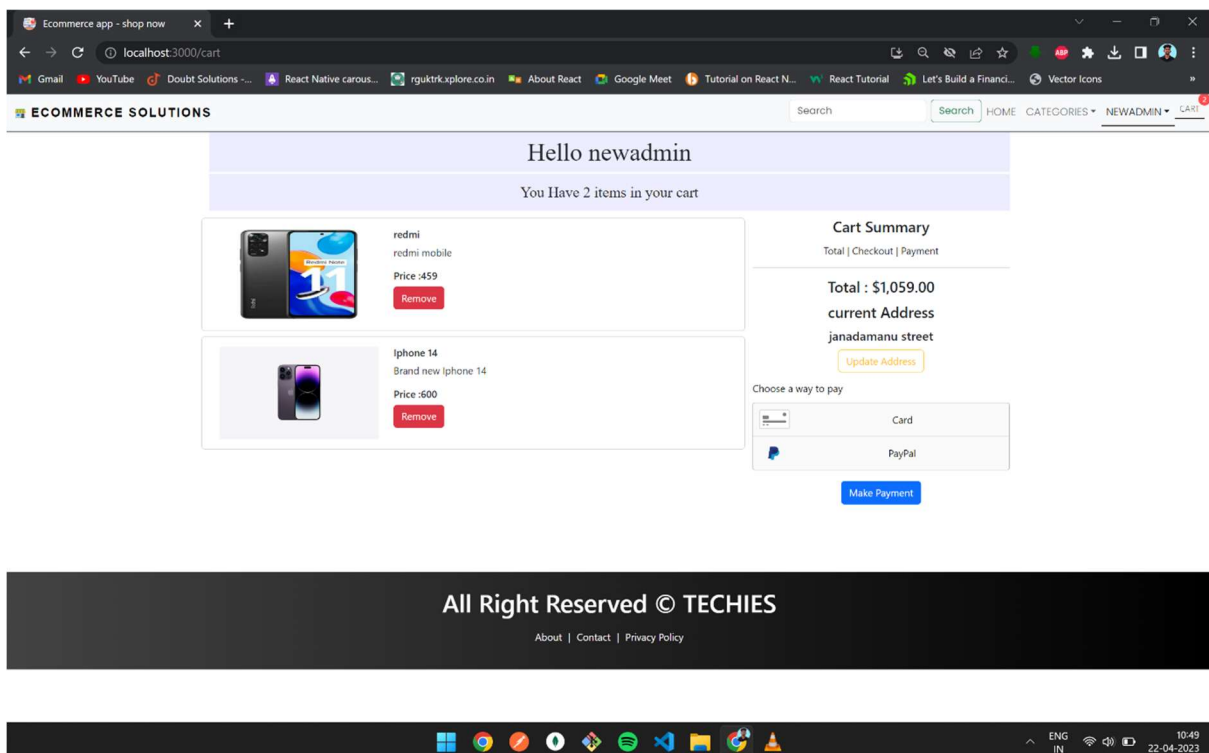 Ecommerce app - shop now
localhost:3000/cart
Gmail YouTube Doubt Solutions -... React Native carous... rguktrk.xplore.co.in About React Google Meet Tutorial on React N... React Tutorial Let's Build a Financi... Vector Icons »
ECOMMERCE SOLUTIONS Search Search HOME CATEGORIES NEWADMIN CART 2
Hello newadmin
You Have 2 items in your cart
redmi
redmi mobile
Price :459
Remove
Iphone 14
Brand new Iphone 14
Price :600
Remove
Cart Summary
Total | Checkout | Payment
Total : $1,059.00
current Address
janadamanu street
Update Address
Choose a way to pay
Card
PayPal
Make Payment
All Right Reserved © TECHIES
About | Contact | Privacy Policy
ENG
IN
10:49
22-04-2023